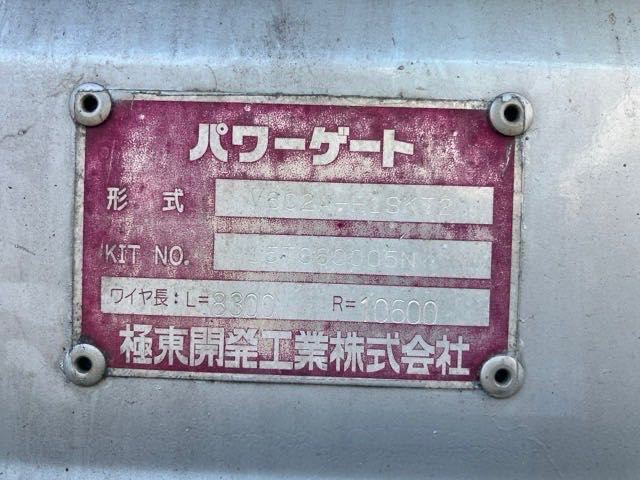 パワーゲート
形式
KIT NO.
ワイヤ長:L=8300 R=10600
極東開発工業株式会社